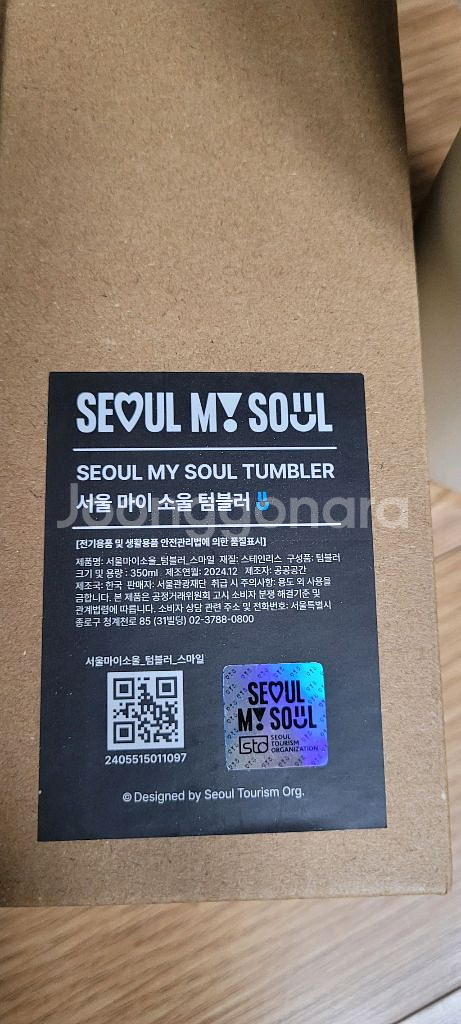 SEOUL MY SOUL
SEOUL MY SOUL TUMBLER
서울 마이 소울 텀블러
Joonggonara
[전기용품 및 생활용품 안전관리법에 의한 품질표시]
제품명: 서울마이소울_텀블러_스마일 재질: 스테인리스 구성품: 텀블러
크기 및 용량 : 350ml 제조연월: 2024.12 제조자: 공공공간
제조국: 한국 판매자: 서울관광재단 취급 시 주의사항: 용도 외 사용을
금합니다. 본 제품은 공정거래위원회 고시 소비자 분쟁 해결기준 및
관계법령에 따릅니다. 소비자 상담 관련 주소 및 전화번호: 서울특별시
종로구 청계천로 85 (31빌딩) 02-3788-0800
서울마이소울_텀블러_스마일
2405515011097
SEOUL
MY SOUL
sto
SEOUL
TOURISM
ORGANIZATION
© Designed by Seoul Tourism Org.